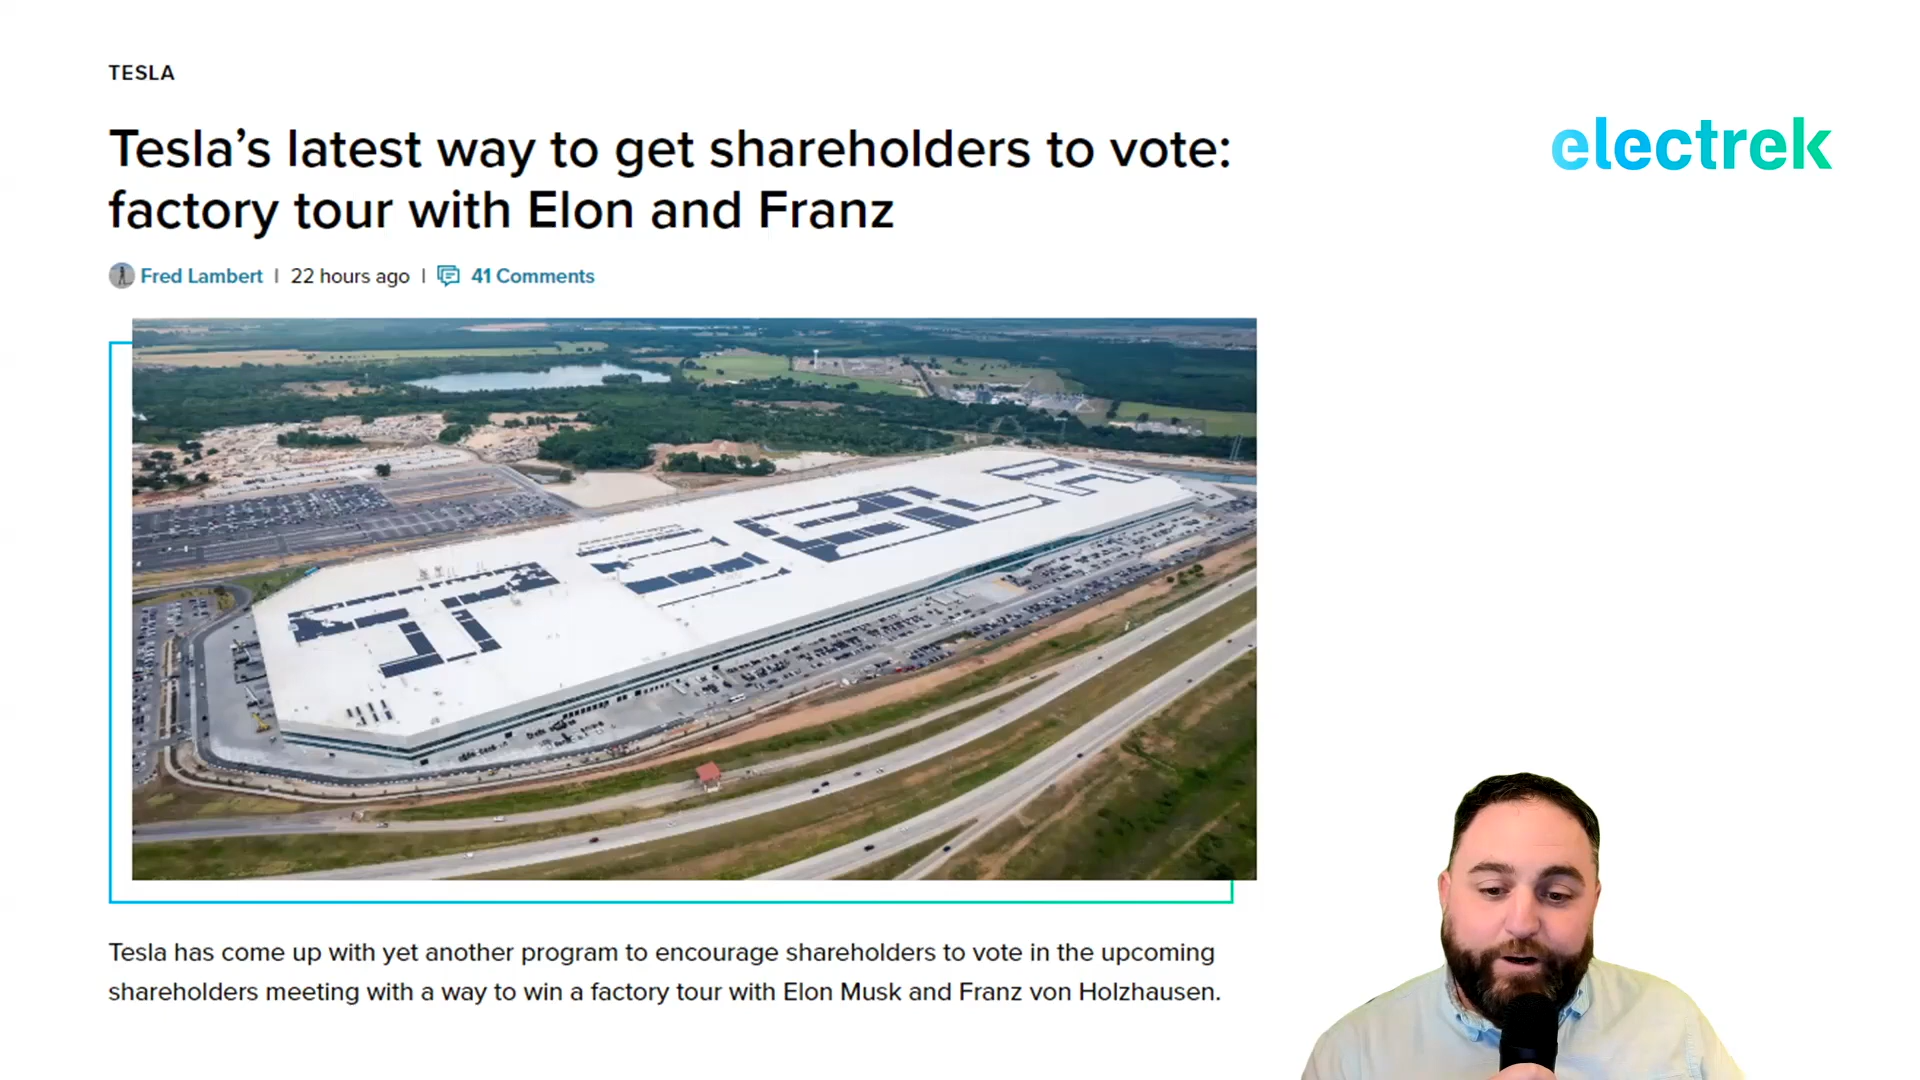 TESLA
Tesla’s latest way to get shareholders to vote:
factory tour with Elon and Franz
electrek
Fred Lambert | 22 hours ago | 41 Comments
TESLA
Tesla has come up with yet another program to encourage shareholders to vote in the upcoming
shareholders meeting with a way to win a factory tour with Elon Musk and Franz von Holzhausen.